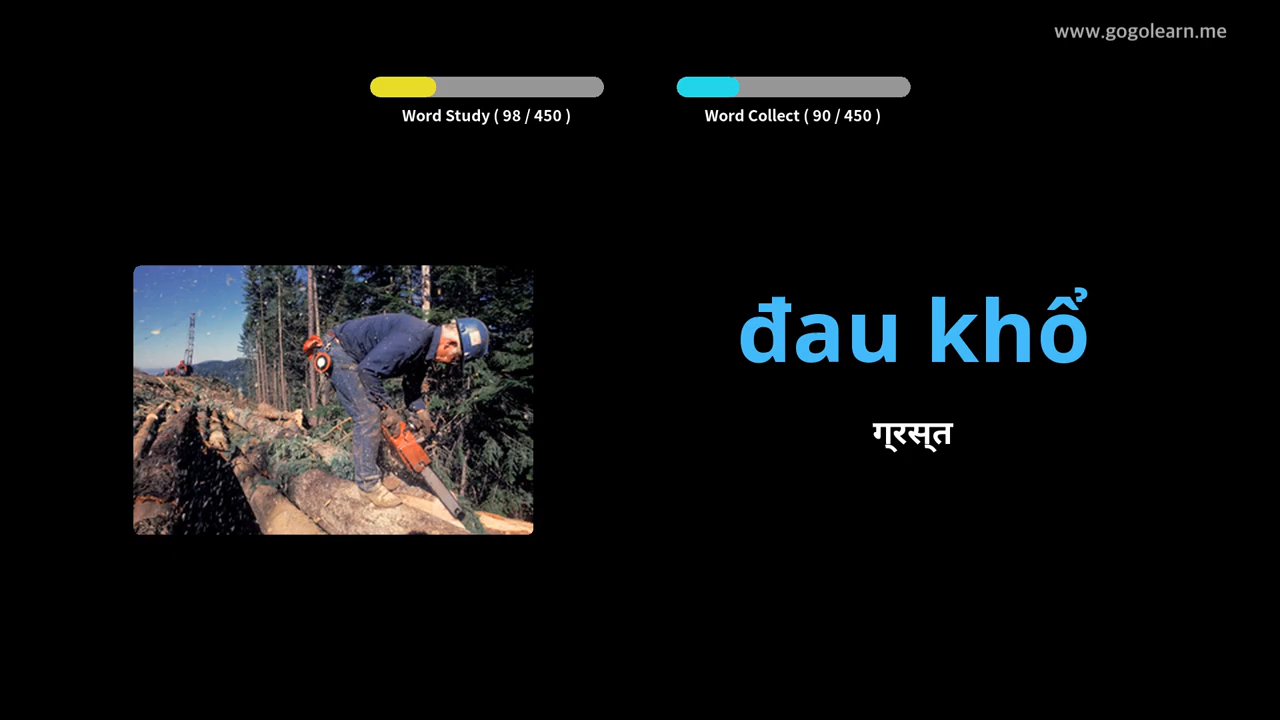 www.gogolearn.me
Word Study ( 98 / 450 )
Word Collect ( 90 / 450 )
đau khổ
ग्रस्त